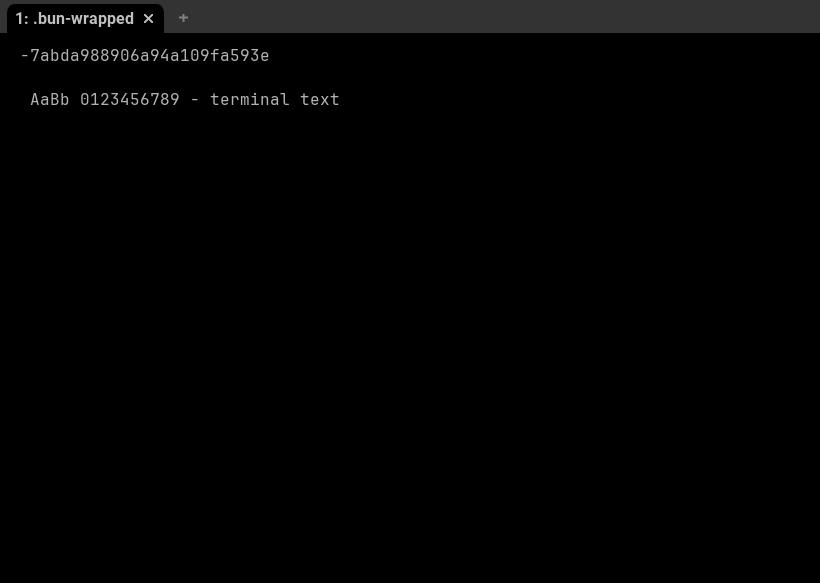 1: .bun-wrapped × +
-7abda988906a94a109fa593e
AaBb 0123456789 - terminal text